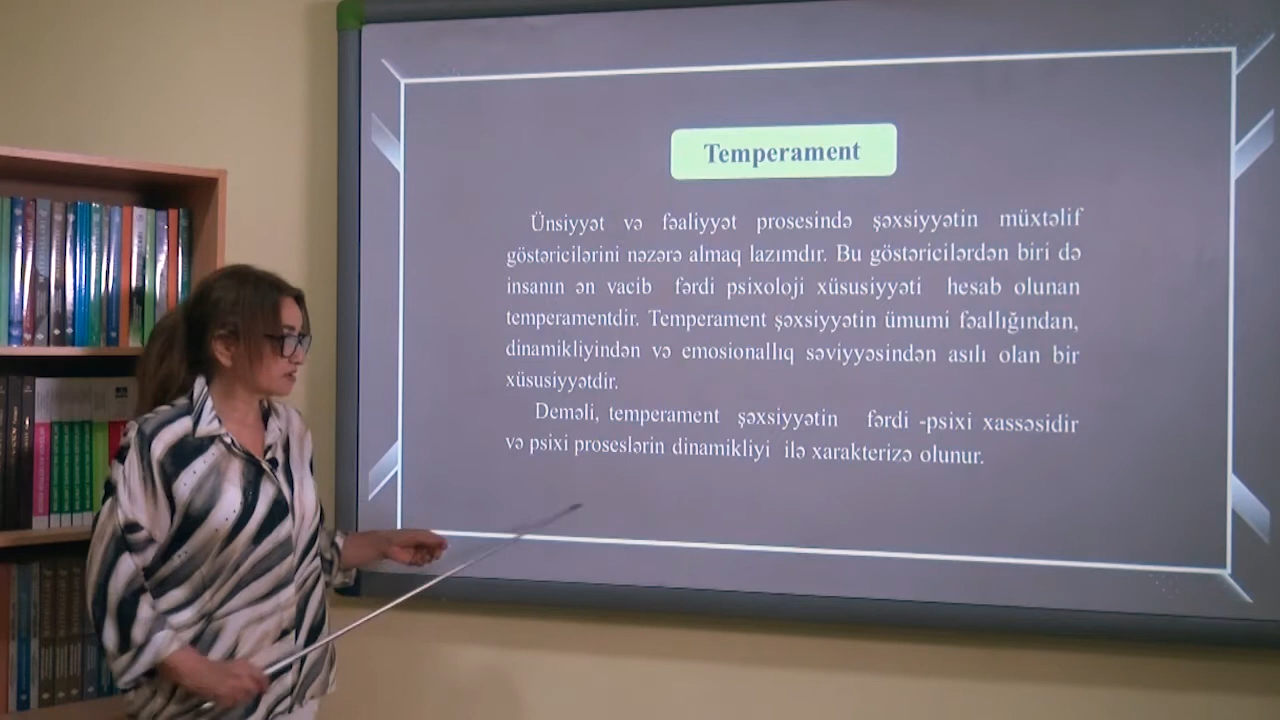 Temperament
Ünsiyyət və fəaliyyət prosesində şəxsiyyətin müxtəlif
göstəricilərini nəzərə almaq lazımdır. Bu göstəricilərdən biri də
insanın ən vacib fərdi psixoloji xüsusiyyəti hesab olunan
temperamentdir. Temperament şəxsiyyətin ümumi fəallığından,
dinamikliyindən və emosionallıq səviyyəsindən asılı olan bir
xüsusiyyətdir.
Deməli, temperament şəxsiyyətin fərdi -psixi xassəsidir
və psixi proseslərin dinamikliyi ilə xarakterizə olunur.